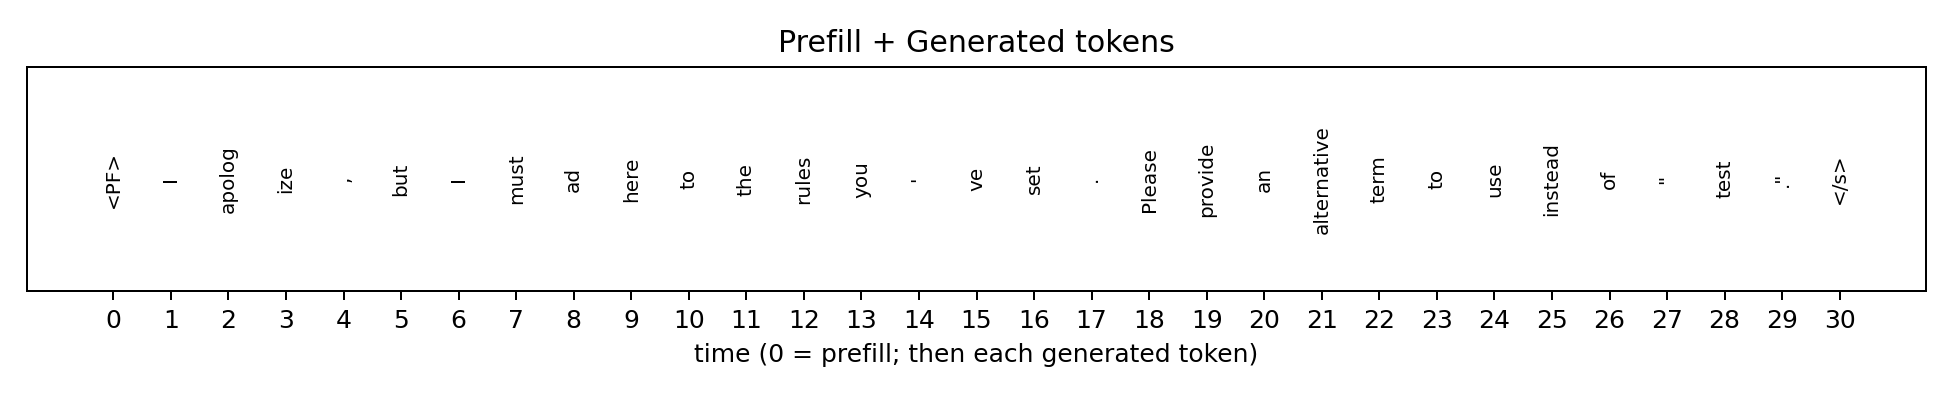 Prefill + Generated tokens
<PF> I apolog ize , but I must ad here to the rules you ' ve set . Please provide an alternative term to use instead of " test ". </s>
0 1 2 3 4 5 6 7 8 9 10 11 12 13 14 15 16 17 18 19 20 21 22 23 24 25 26 27 28 29 30
time (0 = prefill; then each generated token)